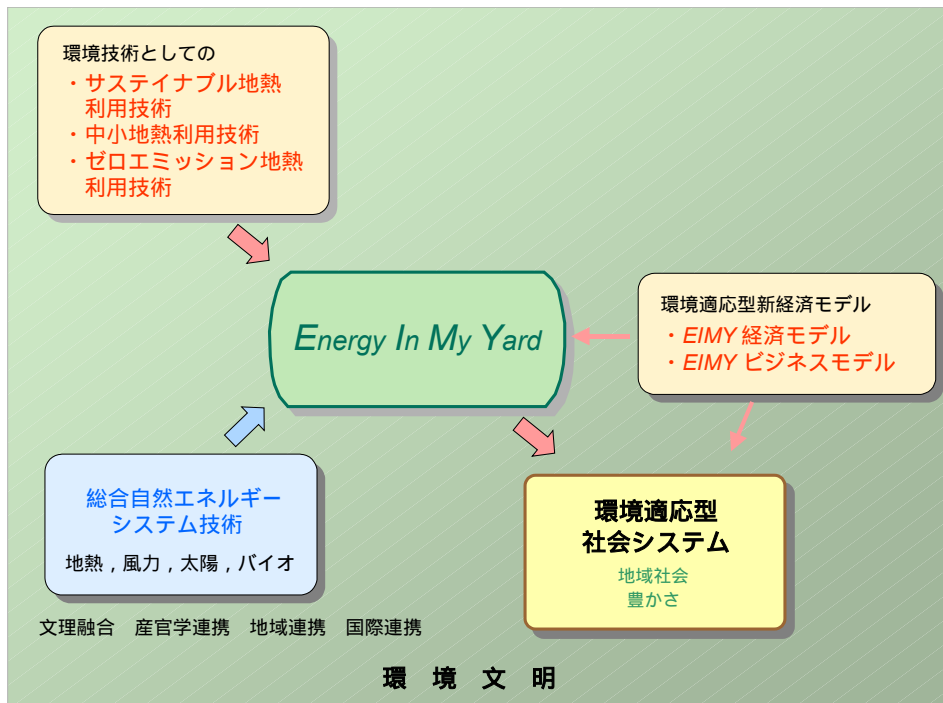 環境技術としての
・サステイナブル地熱
利用技術
・中小地熱利用技術
・ゼロエミッション地熱
利用技術
Energy In My Yard
環境適応型新経済モデル
・EIMY 経済モデル
・EIMY ビジネスモデル
総合自然エネルギー
システム技術
地熱，風力，太陽，バイオ
環境適応型
社会システム
地域社会
豊かさ
文理融合　産官学連携　地域連携　国際連携
環　境　文　明